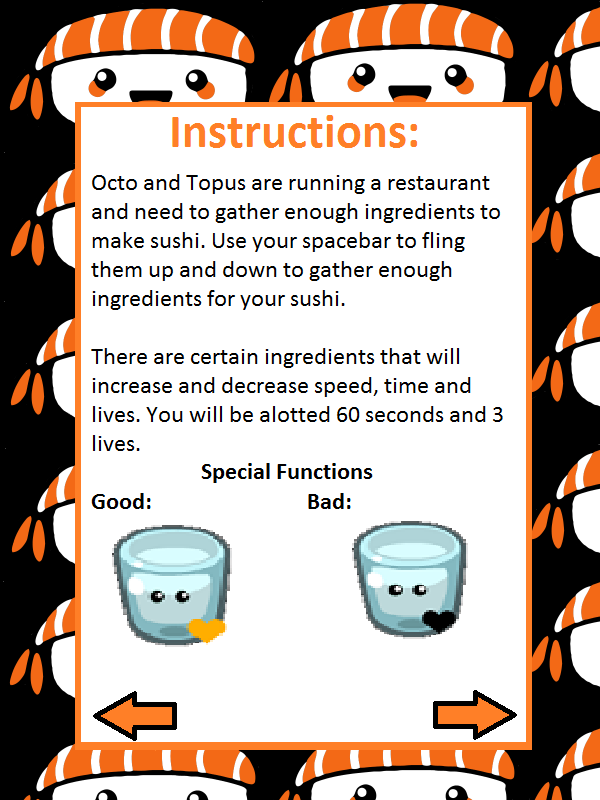 Instructions:
Octo and Topus are running a restaurant
and need to gather enough ingredients to
make sushi. Use your spacebar to fling
them up and down to gather enough
ingredients for your sushi.
There are certain ingredients that will
increase and decrease speed, time and
lives. You will be alotted 60 seconds and 3
lives.
Special Functions
Good: Bad: